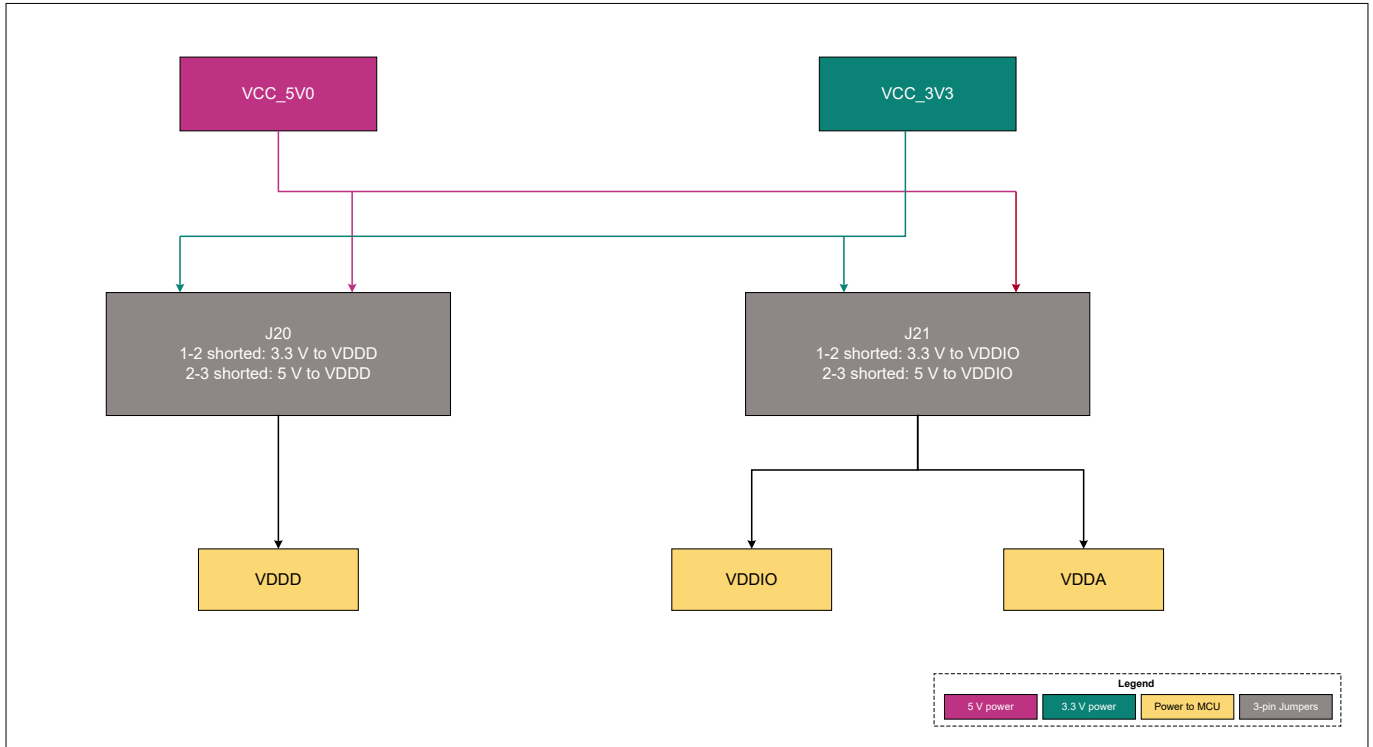 VCC_5V0
VCC_3V3
J20
1-2 shorted: 3.3 V to VDDD
2-3 shorted: 5 V to VDDD
J21
1-2 shorted: 3.3 V to VDDIO
2-3 shorted: 5 V to VDDIO
VDDD
VDDIO
VDDA
Legend
5 V power
3.3 V power
Power to MCU
3-pin Jumpers